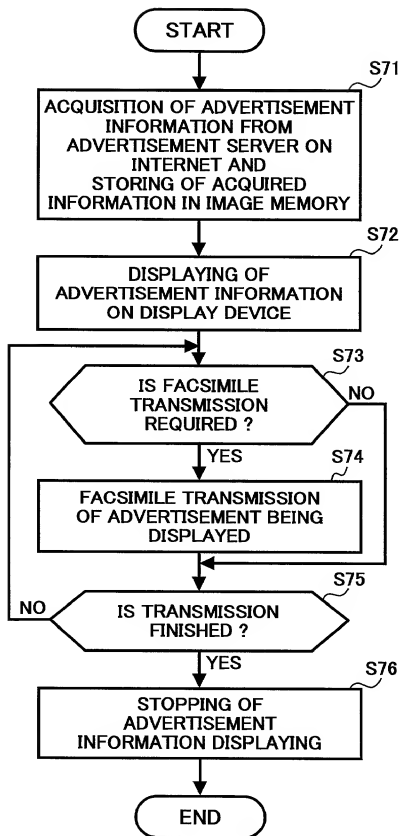 START
S71
ACQUISITION OF ADVERTISEMENT
INFORMATION FROM
ADVERTISEMENT SERVER ON
INTERNET AND
STORING OF ACQUIRED
INFORMATION IN IMAGE MEMORY
S72
DISPLAYING OF
ADVERTISEMENT INFORMATION
ON DISPLAY DEVICE
S73
IS FACSIMILE
TRANSMISSION
REQUIRED ?
NO
YES
S74
FACSIMILE TRANSMISSION
OF ADVERTISEMENT BEING
DISPLAYED
S75
NO
IS TRANSMISSION
FINISHED ?
YES
S76
STOPPING OF
ADVERTISEMENT
INFORMATION DISPLAYING
END